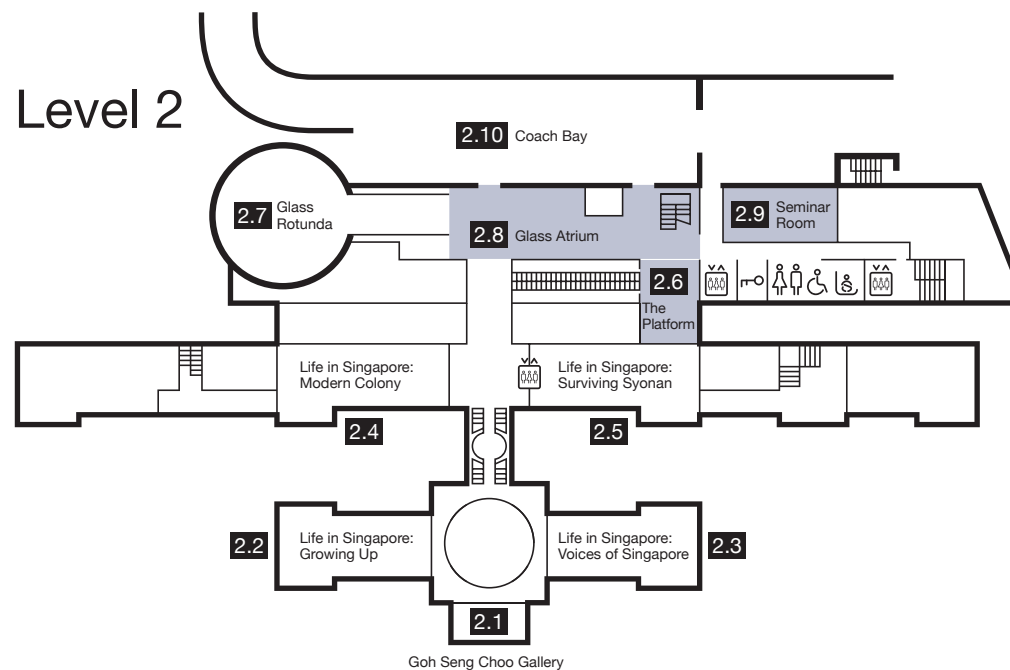 Level 2
2.10 Coach Bay
2.7 Glass
Rotunda
2.8 Glass Atrium
2.9 Seminar
Room
2.6
The
Platform
Life in Singapore:
Modern Colony
Life in Singapore:
Surviving Syonan
2.4
2.5
2.2
Life in Singapore:
Growing Up
Life in Singapore:
Voices of Singapore
2.3
2.1
Goh Seng Choo Gallery